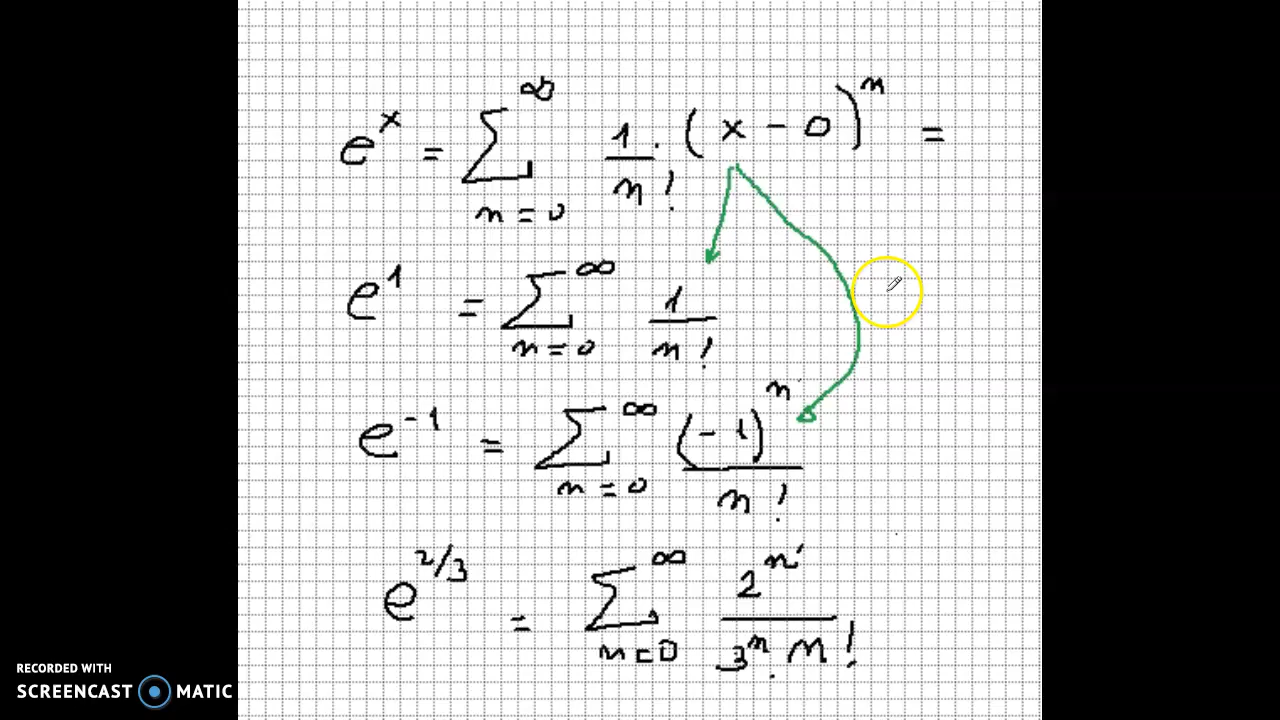 e^x = ∑_{n=0}^{∞} 1/n! · (x - 0)^n =
e^1 = ∑_{n=0}^{∞} 1/n!
e^{-1} = ∑_{n=0}^{∞} (-1)^n/n!
e^{2/3} = ∑_{n=0}^{∞} 2^n/(3^n · n!)
RECORDED WITH
SCREENCAST MATIC